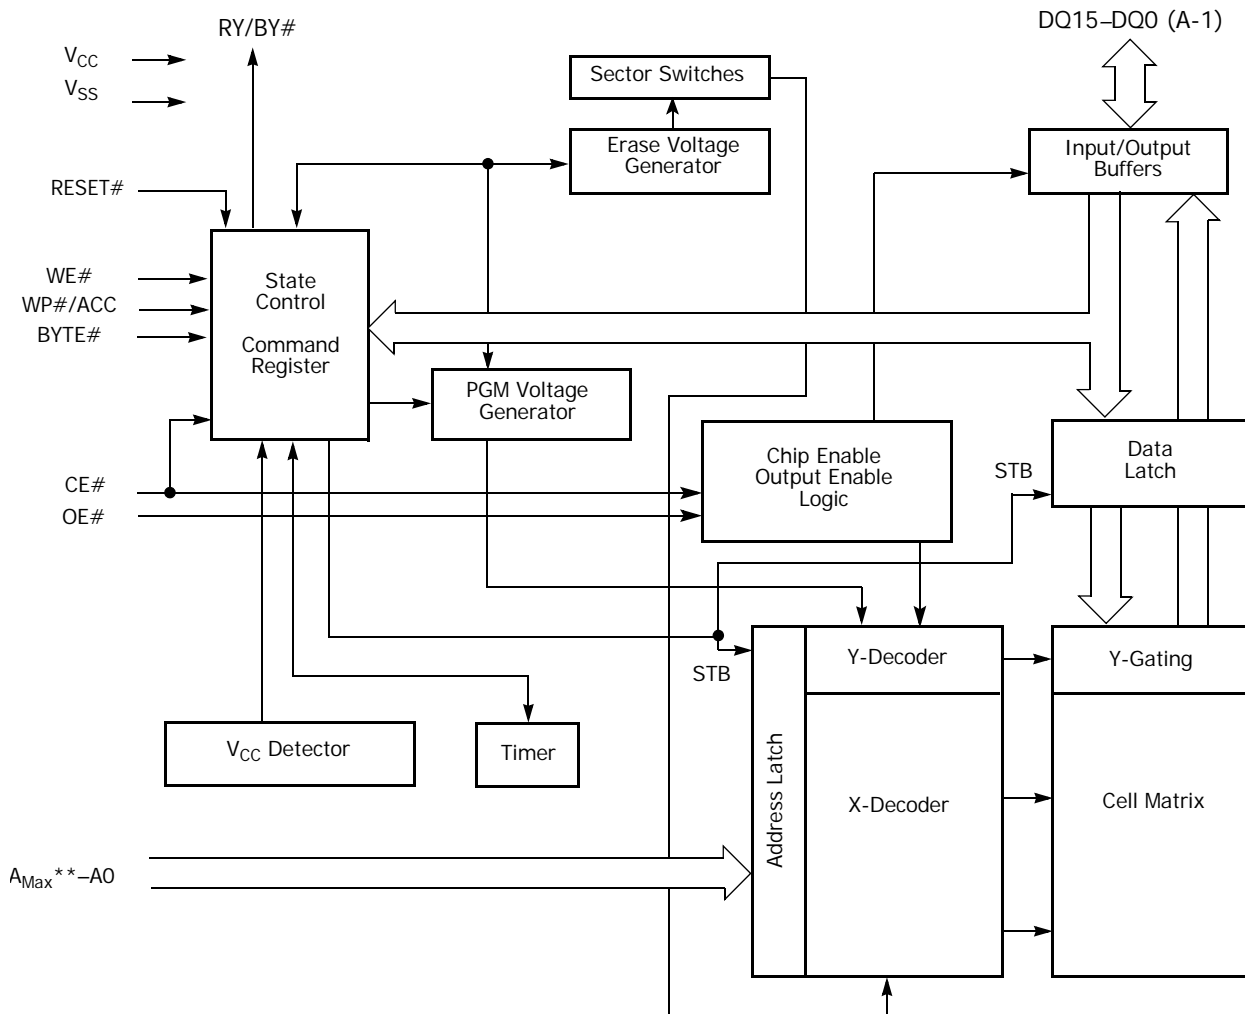 RY/BY#
DQ15–DQ0 (A-1)
VCC
VSS
Sector Switches
Erase Voltage
Generator
Input/Output
Buffers
RESET#
WE#
WP#/ACC
BYTE#
State
Control
Command
Register
PGM Voltage
Generator
Chip Enable
Output Enable
Logic
Data
Latch
STB
CE#
OE#
STB
Y-Decoder
Y-Gating
VCC Detector
Timer
Address Latch
X-Decoder
Cell Matrix
AMax**–A0